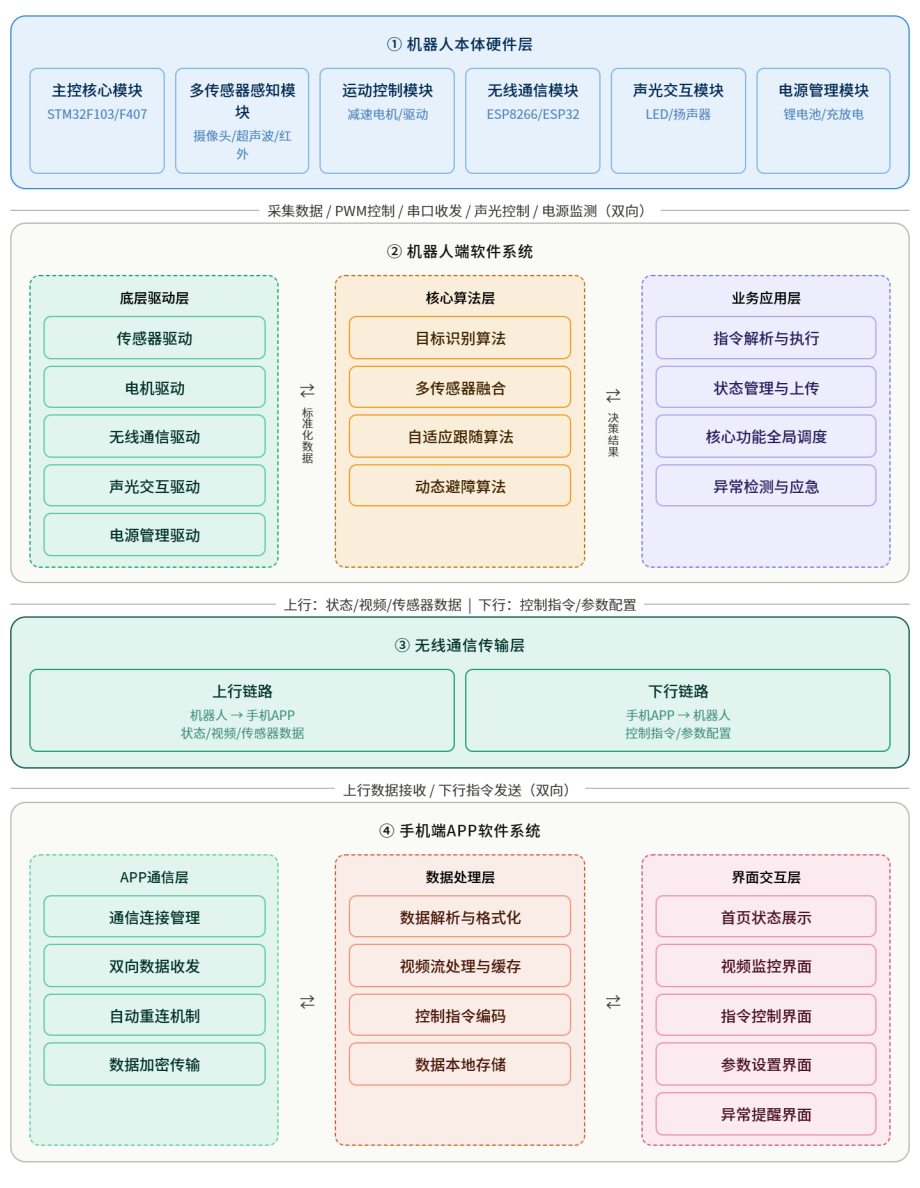 ① 机器人本体硬件层
主控核心模块
STM32F103/F407
多传感器感知模
块
摄像头/超声波/红
外
运动控制模块
减速电机/驱动
无线通信模块
ESP8266/ESP32
声光交互模块
LED/扬声器
电源管理模块
锂电池/充放电
采集数据 / PWM控制 / 串口收发 / 声光控制 / 电源监测（双向）
② 机器人端软件系统
底层驱动层
传感器驱动
电机驱动
无线通信驱动
声光交互驱动
电源管理驱动
⇄
标准化数据
核心算法层
目标识别算法
多传感器融合
自适应跟随算法
动态避障算法
⇄
决策结果
业务应用层
指令解析与执行
状态管理与上传
核心功能全局调度
异常检测与应急
上行：状态/视频/传感器数据｜下行：控制指令/参数配置
③ 无线通信传输层
上行链路
机器人 → 手机APP
状态/视频/传感器数据
下行链路
手机APP → 机器人
控制指令/参数配置
上行数据接收 / 下行指令发送（双向）
④ 手机端APP软件系统
APP通信层
通信连接管理
双向数据收发
自动重连机制
数据加密传输
⇄
数据处理层
数据解析与格式化
视频流处理与缓存
控制指令编码
数据本地存储
⇄
界面交互层
首页状态展示
视频监控界面
指令控制界面
参数设置界面
异常提醒界面